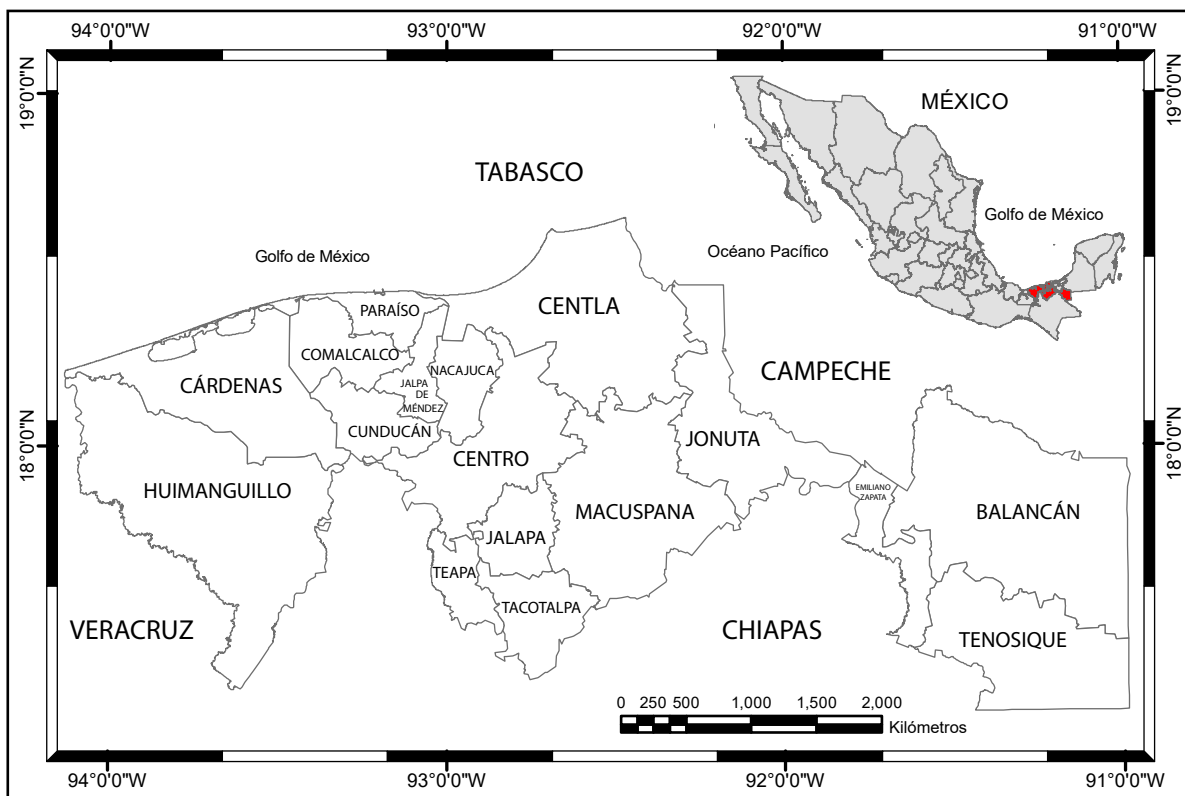 94°0'0"W
93°0'0"W
92°0'0"W
91°0'0"W
19°0'0"N
19°0'0"N
MÉXICO
TABASCO
Golfo de México
Océano Pacífico
Golfo de México
CENTLA
PARAÍSO
COMALCALCO
NACAJUCA
CAMPECHE
CÁRDENAS
JALPA
DE
MÉNDEZ
CUNDUCÁN
JONUTA
18°0'0"N
18°0'0"N
CENTRO
HUIMANGUILLO
EMILIANO
ZAPATA
MACUSPANA
BALANCÁN
JALAPA
TEAPA
TACOTALPA
VERACRUZ
CHIAPAS
TENOSIQUE
0 250 500 1,000 1,500 2,000
Kilómetros
94°0'0"W
93°0'0"W
92°0'0"W
91°0'0"W